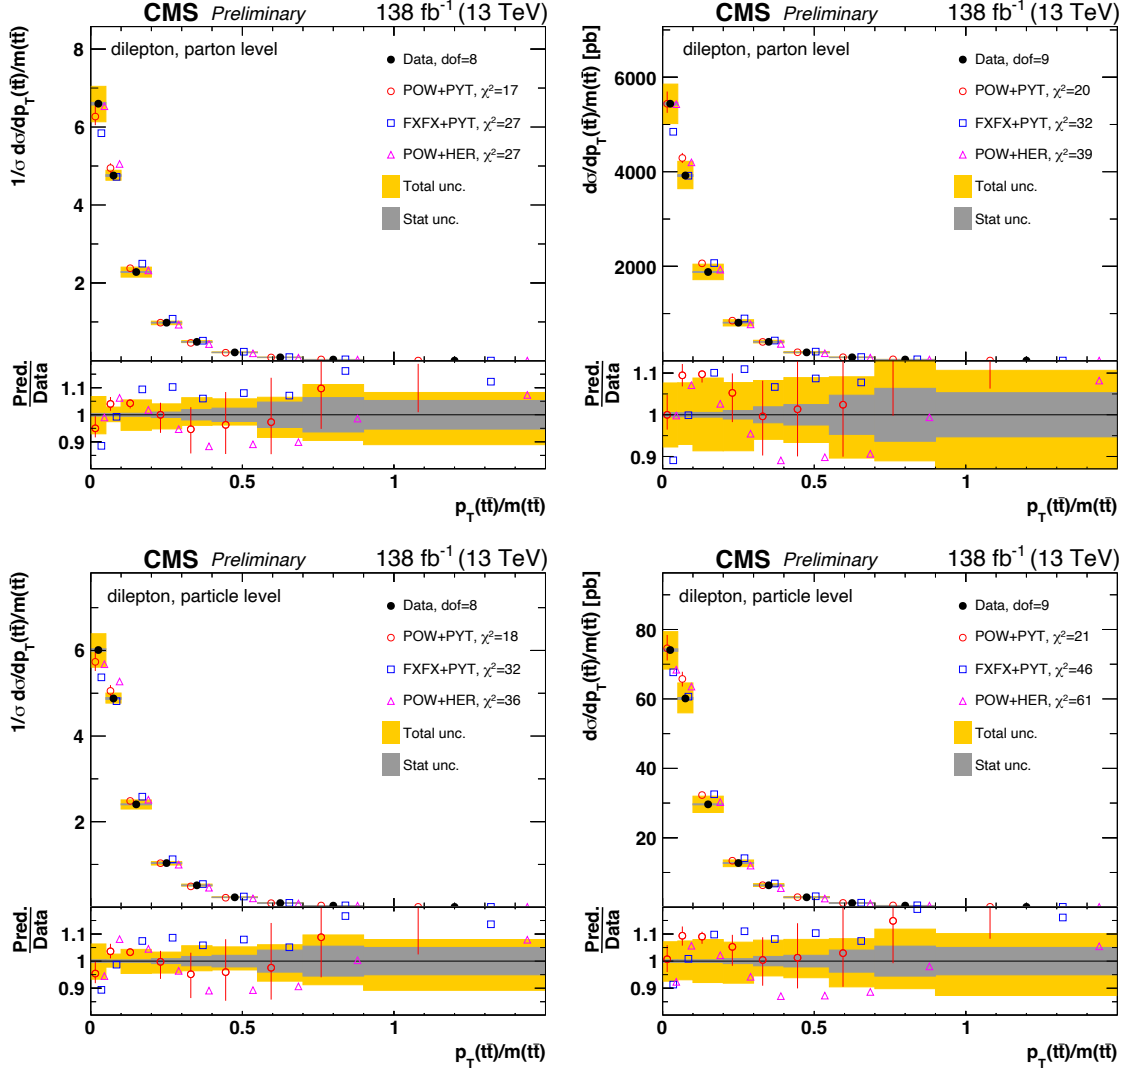 CMS Preliminary 138 fb⁻¹ (13 TeV)
dilepton, parton level
1/σ dσ/dp_T(tt̄)/m(tt̄)
8
6
4
2
Data, dof=8
POW+PYT, χ²=17
FXFX+PYT, χ²=27
POW+HER, χ²=27
Total unc.
Stat unc.
Pred.
Data
1.1
1
0.9
0 0.5 1
p_T(tt̄)/m(tt̄)
CMS Preliminary 138 fb⁻¹ (13 TeV)
dilepton, parton level
dσ/dp_T(tt̄)/m(tt̄) [pb]
6000
4000
2000
Data, dof=9
POW+PYT, χ²=20
FXFX+PYT, χ²=32
POW+HER, χ²=39
Total unc.
Stat unc.
Pred.
Data
1.1
1
0.9
0 0.5 1
p_T(tt̄)/m(tt̄)
CMS Preliminary 138 fb⁻¹ (13 TeV)
dilepton, particle level
1/σ dσ/dp_T(tt̄)/m(tt̄)
6
4
2
Data, dof=8
POW+PYT, χ²=18
FXFX+PYT, χ²=32
POW+HER, χ²=36
Total unc.
Stat unc.
Pred.
Data
1.1
1
0.9
0 0.5 1
p_T(tt̄)/m(tt̄)
CMS Preliminary 138 fb⁻¹ (13 TeV)
dilepton, particle level
dσ/dp_T(tt̄)/m(tt̄) [pb]
80
60
40
20
Data, dof=9
POW+PYT, χ²=21
FXFX+PYT, χ²=46
POW+HER, χ²=61
Total unc.
Stat unc.
Pred.
Data
1.1
1
0.9
0 0.5 1
p_T(tt̄)/m(tt̄)